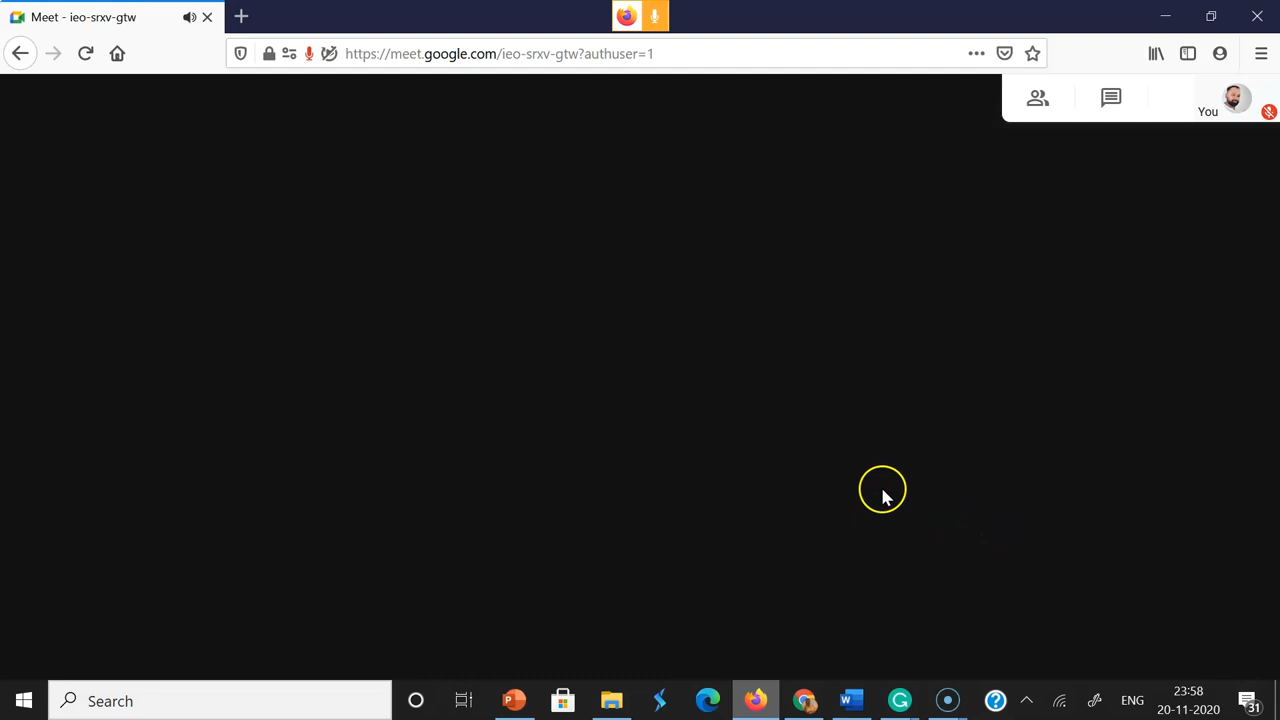 Meet - ieo-srxv-gtw
https://meet.google.com/ieo-srxv-gtw?authuser=1
You
Search
ENG
23:58
20-11-2020
31